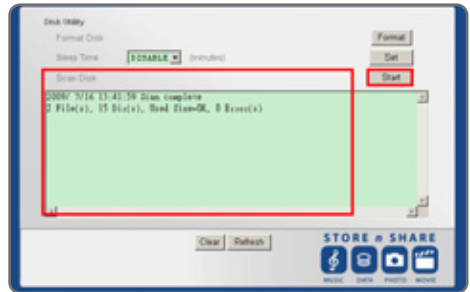 Disk Utility
Format Disk Format
Sleep Time DISABLE (minutes) Set
Scan Disk Start
2009/ 7/16 13:41:59 Scan complete
2 File(s), 15 Dir(s), Used Size=0K, 0 Error(s)
Clear Refresh
STORE n SHARE
MUSIC DATA PHOTO MOVIE